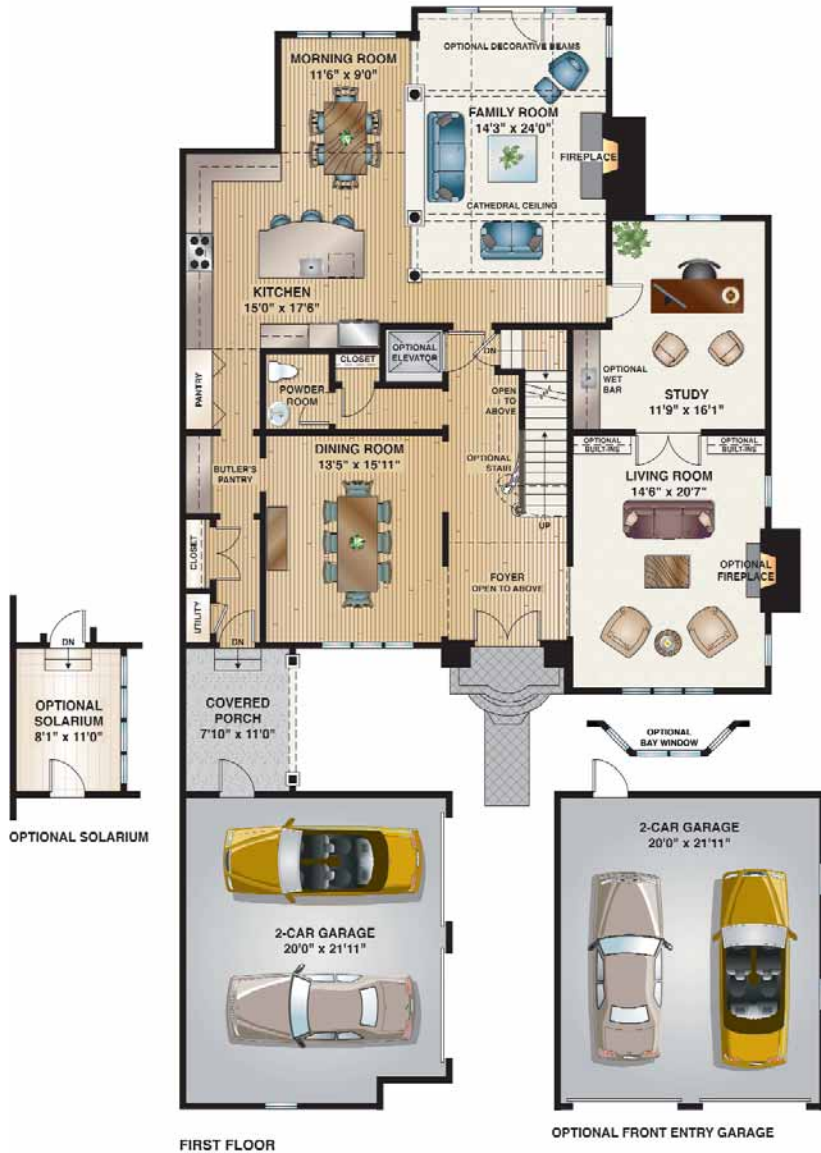 OPTIONAL DECORATIVE BEAMS
MORNING ROOM
11'6" x 9'0"
FAMILY ROOM
14'3" x 24'0"
FIREPLACE
CATHEDRAL CEILING
KITCHEN
15'0" x 17'6"
OPTIONAL
ELEVATOR
DN
CLOSET
PANTRY
POWDER
ROOM
OPEN
TO
ABOVE
OPTIONAL
WET
BAR
STUDY
11'9" x 16'1"
DINING ROOM
13'5" x 15'11"
OPTIONAL
STAIR
OPTIONAL
BUILT-INS
OPTIONAL
BUILT-INS
BUTLER'S
PANTRY
LIVING ROOM
14'6" x 20'7"
UP
CLOSET
FOYER
OPEN TO ABOVE
OPTIONAL
FIREPLACE
UTILITY
DN
DN
OPTIONAL
SOLARIUM
8'1" x 11'0"
COVERED
PORCH
7'10" x 11'0"
OPTIONAL
BAY WINDOW
OPTIONAL SOLARIUM
2-CAR GARAGE
20'0" x 21'11"
2-CAR GARAGE
20'0" x 21'11"
FIRST FLOOR
OPTIONAL FRONT ENTRY GARAGE